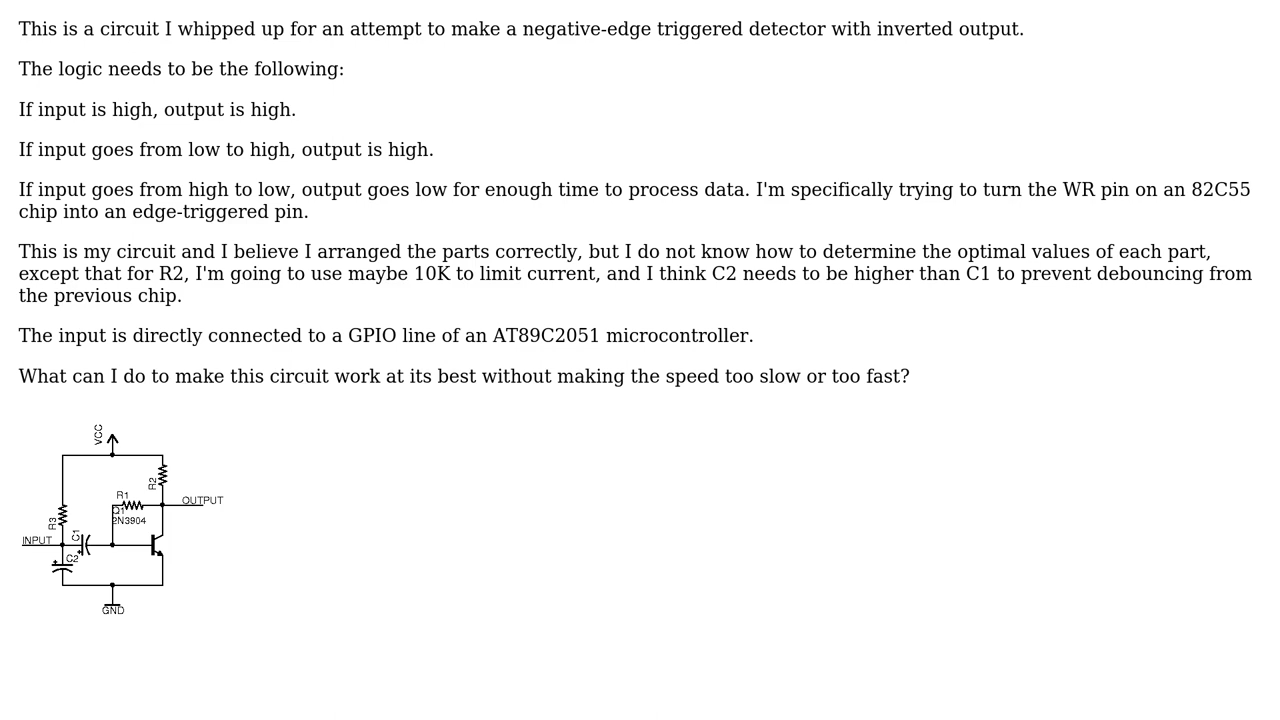 This is a circuit I whipped up for an attempt to make a negative-edge triggered detector with inverted output.
The logic needs to be the following:
If input is high, output is high.
If input goes from low to high, output is high.
If input goes from high to low, output goes low for enough time to process data. I'm specifically trying to turn the WR pin on an 82C55
chip into an edge-triggered pin.
This is my circuit and I believe I arranged the parts correctly, but I do not know how to determine the optimal values of each part,
except that for R2, I'm going to use maybe 10K to limit current, and I think C2 needs to be higher than C1 to prevent debouncing from
the previous chip.
The input is directly connected to a GPIO line of an AT89C2051 microcontroller.
What can I do to make this circuit work at its best without making the speed too slow or too fast?
VCC
R2
R1
OUTPUT
Q1
2N3904
R3
C1
INPUT
C2
GND